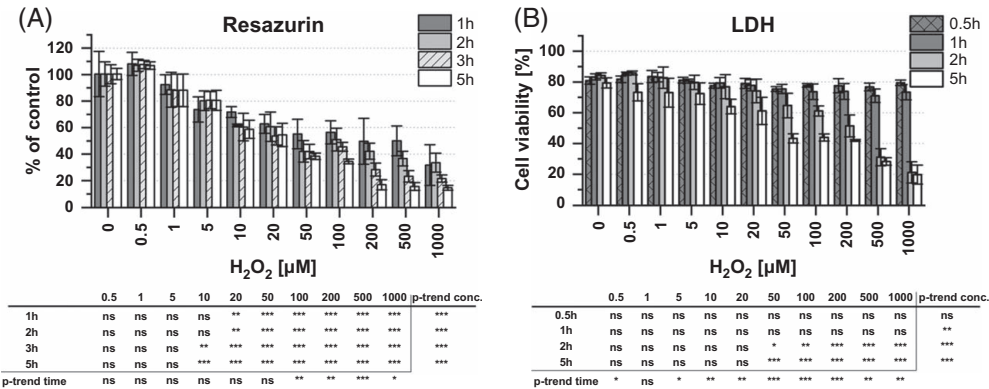 (A)
Resazurin
1h
2h
3h
5h
% of control
120
100
80
60
40
20
0
0 0.5 1 5 10 20 50 100 200 500 1000
H2O2 [µM]
0.5 1 5 10 20 50 100 200 500 1000 p-trend conc.
1h ns ns ns ns ** *** *** *** *** *** ***
2h ns ns ns ns ** *** *** *** *** *** ***
3h ns ns ns ** *** *** *** *** *** *** ***
5h ns ns ns *** *** *** *** *** *** *** ***
p-trend time ns ns ns ns ns ns ** ** *** *
(B)
LDH
0.5h
1h
2h
5h
Cell viability [%]
100
80
60
40
20
0
0 0.5 1 5 10 20 50 100 200 500 1000
H2O2 [µM]
0.5 1 5 10 20 50 100 200 500 1000 p-trend conc.
0.5h ns ns ns ns ns ns ns ns ns ns ns
1h ns ns ns ns ns ns ns ns ns ns **
2h ns ns ns ns ns * ** *** *** *** ***
5h ns ns ns ns ns *** *** *** *** *** ***
p-trend time * ns * ** ** *** *** *** ** **